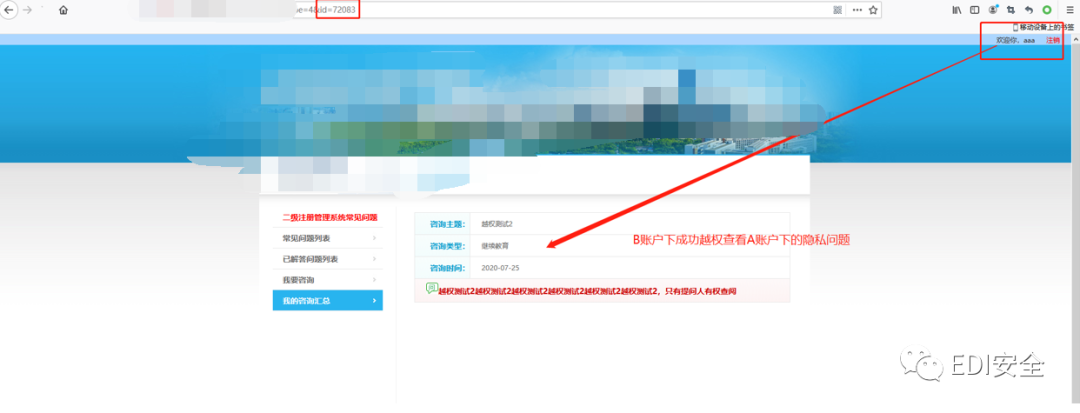 oe=4&id=72083
移动设备上的书签
欢迎你，aaa 注销
二级注册管理系统常见问题
常见问题列表
已解答问题列表
我要咨询
我的咨询汇总
咨询主题： 越权测试2
咨询类型： 继续教育
咨询时间： 2020-07-25
问 越权测试2越权测试2越权测试2越权测试2越权测试2越权测试2，只有提问人有权查阅
B账户下成功越权查看A账户下的隐私问题
EDI安全